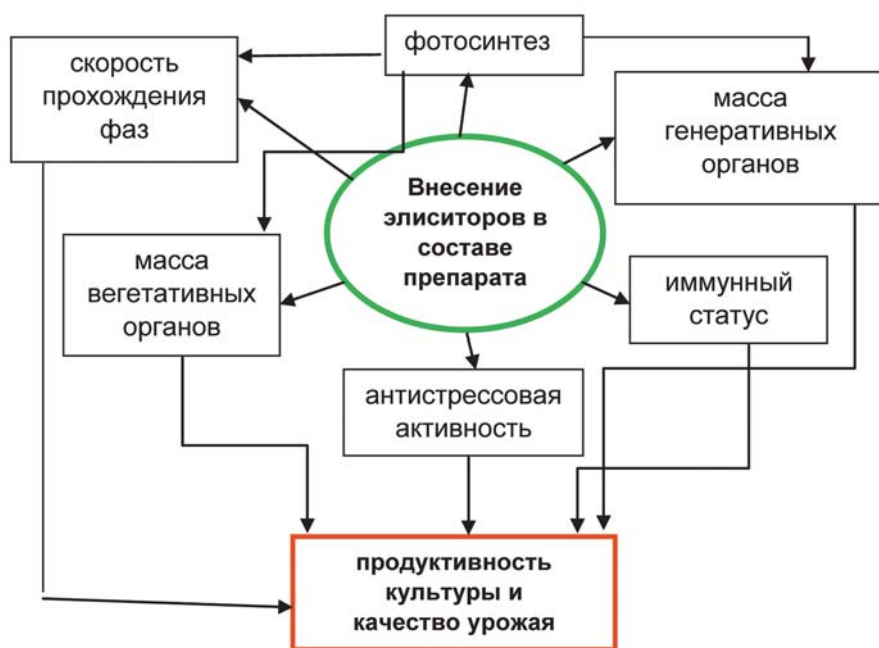 фотосинтез
скорость
прохождения
фаз
масса
генеративных
органов
Внесение
элиситоров в
составе
препарата
масса
вегетативных
органов
иммунный
статус
антистрессовая
активность
продуктивность
культуры и
качество урожая